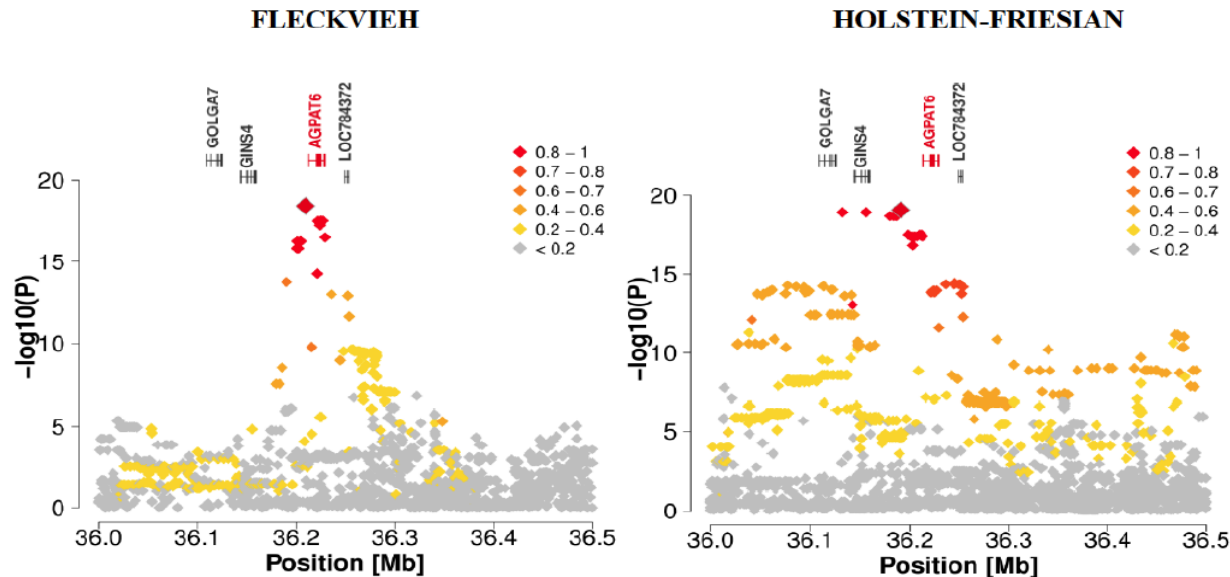 FLECKVIEH
GOLGA7
GINS4
AGPAT6
LOC784372
0.8 – 1
0.7 – 0.8
0.6 – 0.7
0.4 – 0.6
0.2 – 0.4
< 0.2
20
15
10
5
0
–log10(P)
36.0 36.1 36.2 36.3 36.4 36.5
Position [Mb]
HOLSTEIN-FRIESIAN
GOLGA7
GINS4
AGPAT6
LOC784372
0.8 – 1
0.7 – 0.8
0.6 – 0.7
0.4 – 0.6
0.2 – 0.4
< 0.2
20
15
10
5
0
–log10(P)
36.0 36.1 36.2 36.3 36.4 36.5
Position [Mb]